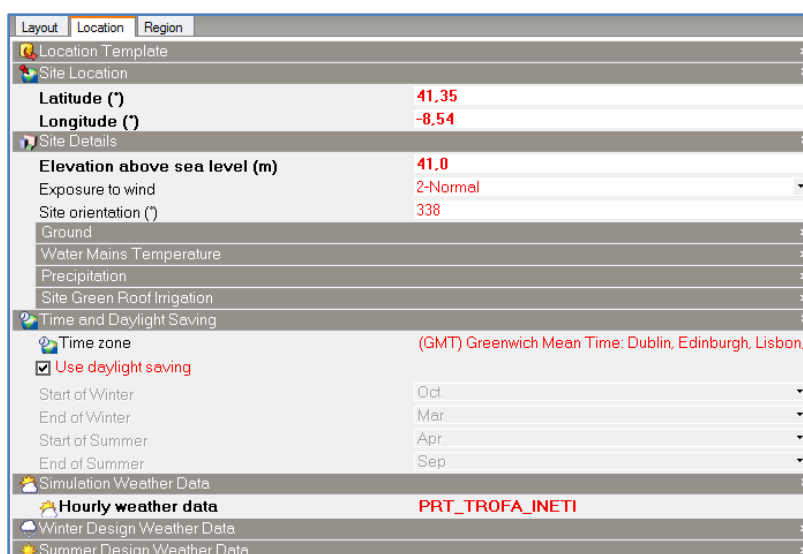 Layout Location Region
Location Template
Site Location
Latitude (°) 41,35
Longitude (°) -8,54
Site Details
Elevation above sea level (m) 41,0
Exposure to wind 2-Normal
Site orientation (°) 338
Ground
Water Mains Temperature
Precipitation
Site Green Roof Irrigation
Time and Daylight Saving
Time zone (GMT) Greenwich Mean Time: Dublin, Edinburgh, Lisbon,
Use daylight saving
Start of Winter Oct
End of Winter Mar
Start of Summer Apr
End of Summer Sep
Simulation Weather Data
Hourly weather data PRT_TROFA_INETI
Winter Design Weather Data
Summer Design Weather Data